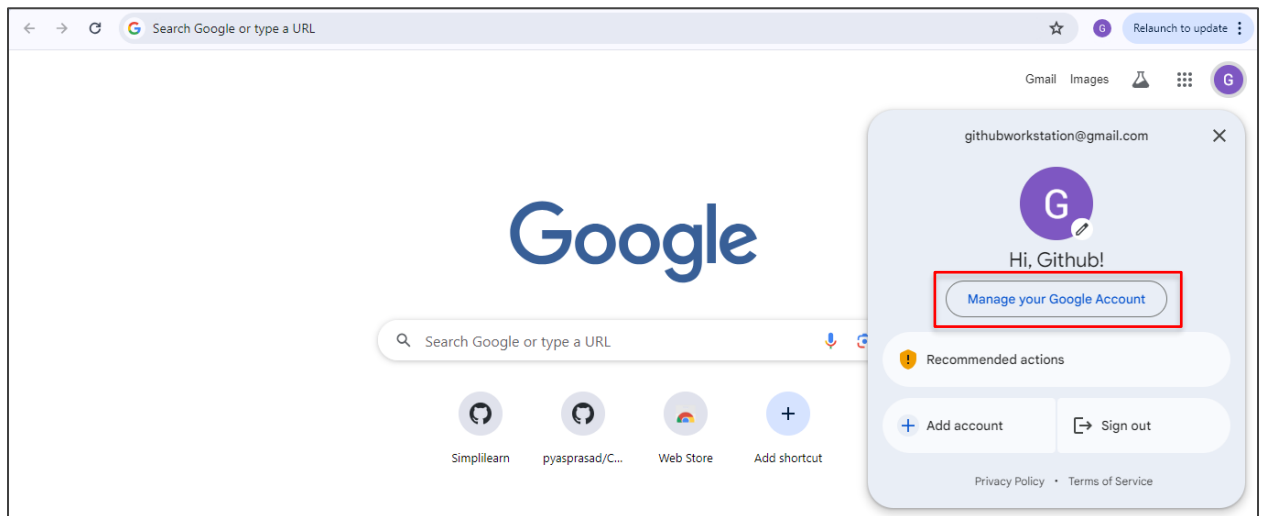 Search Google or type a URL
G
Relaunch to update
Gmail Images
G
githubworkstation@gmail.com
G
Hi, Github!
Manage your Google Account
Recommended actions
Add account
Sign out
Privacy Policy • Terms of Service
Google
Search Google or type a URL
Simplilearn
pyasprasad/C...
Web Store
Add shortcut